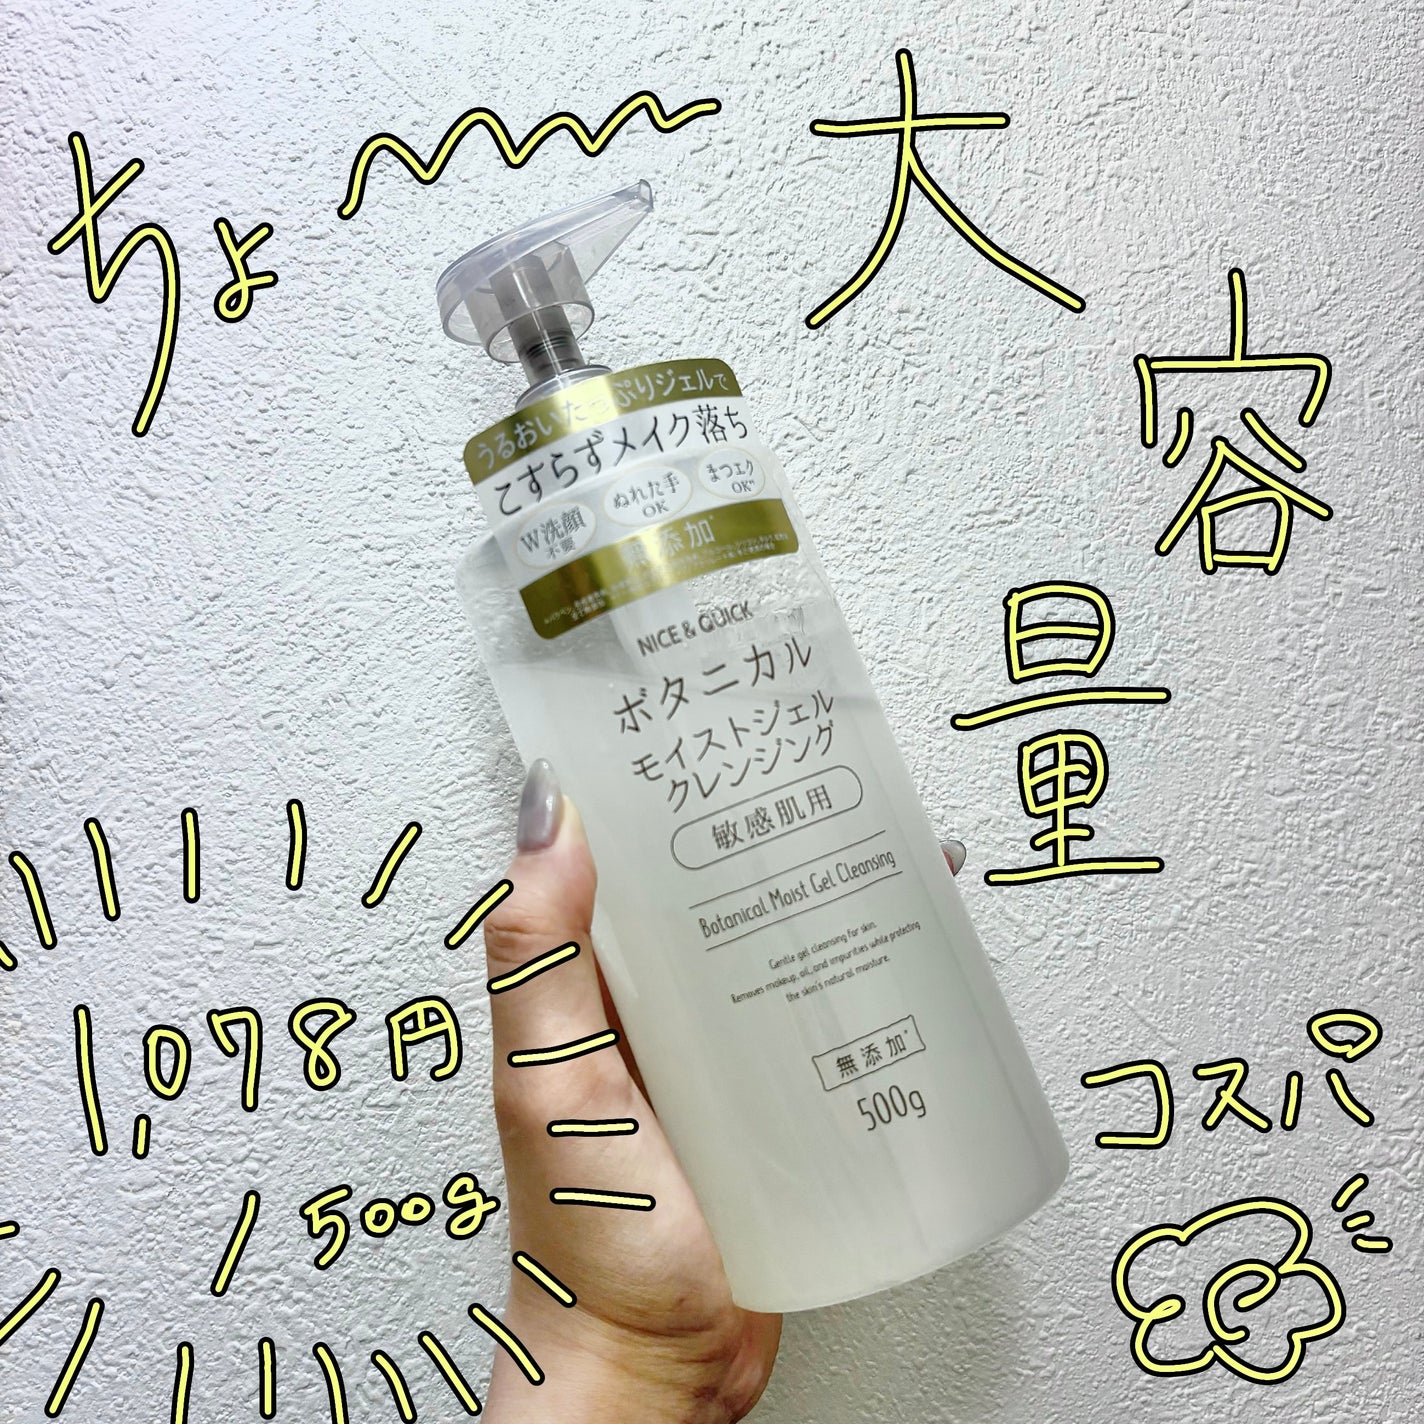 ちょ〰大容量
うるおいたっぷりジェルで
こすらずメイク落ち
W洗顔
不要
ぬれた手
OK
まつエク
OK
無添加
NICE & QUICK
ボタニカル
モイストジェル
クレンジング
敏感肌用
Botanical Moist Gel Cleansing
Gentle gel cleansing for skin.
Removes makeup, oil, and impurities while protecting
the skin's natural moisture.
無添加*
500g
1,078円
/500g
コスパ